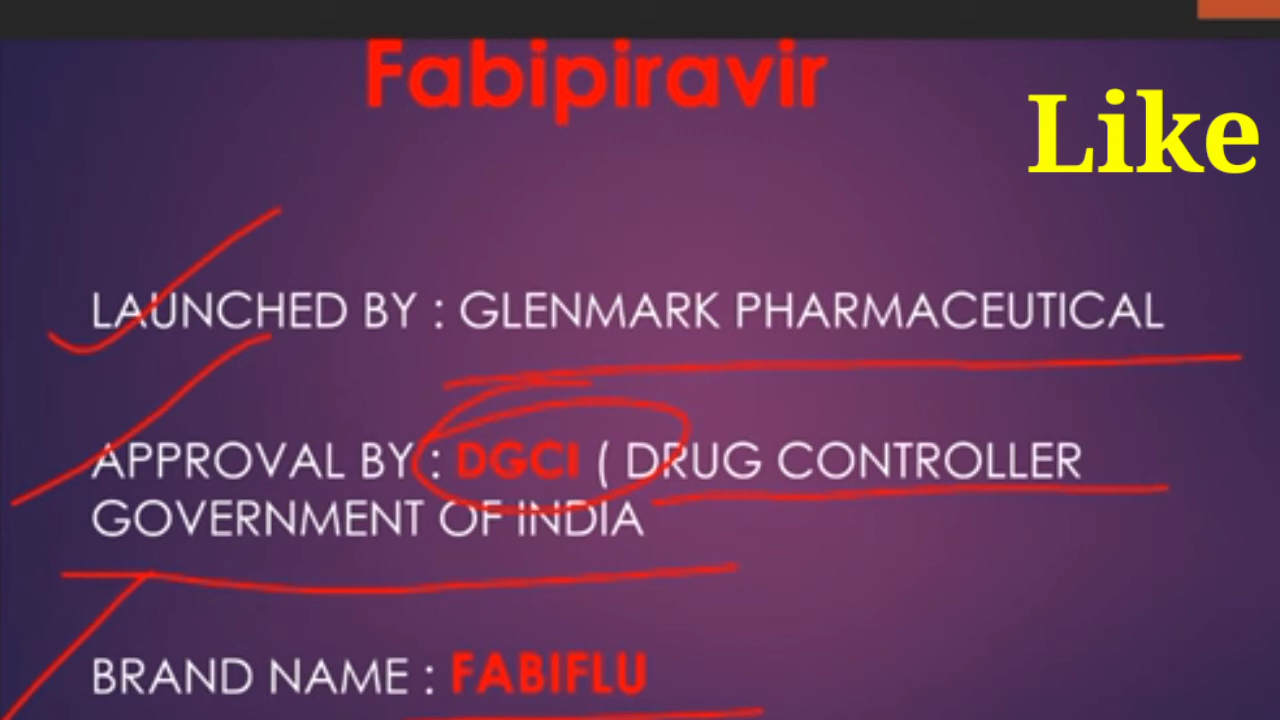 Fabipiravir
Like
LAUNCHED BY : GLENMARK PHARMACEUTICAL
APPROVAL BY : DGCI ( DRUG CONTROLLER
GOVERNMENT OF INDIA
BRAND NAME : FABIFLU